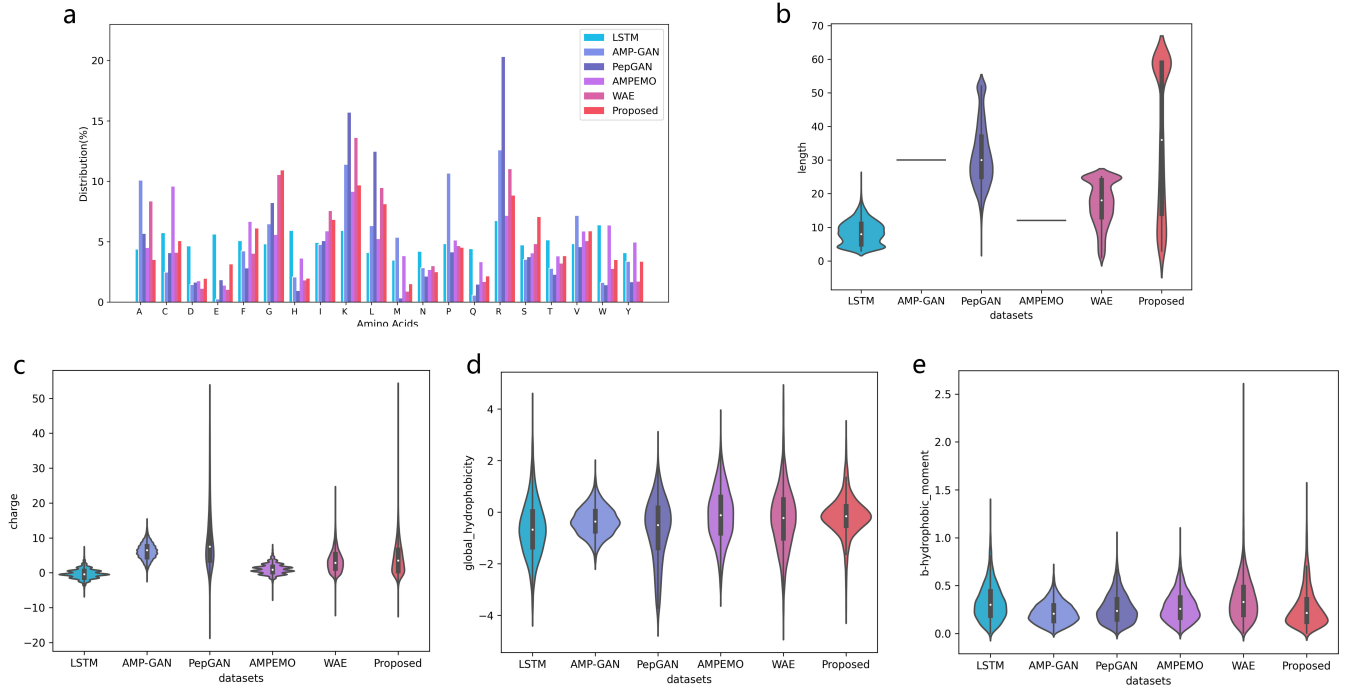 a
Distribution(%)
20
15
10
5
0
LSTM
AMP-GAN
PepGAN
AMPEMO
WAE
Proposed
A C D E F G H I K L M N P Q R S T V W Y
Amino Acids
b
length
70
60
50
40
30
20
10
0
LSTM AMP-GAN PepGAN AMPEMO WAE Proposed
datasets
c
charge
50
40
30
20
10
0
−10
−20
LSTM AMP-GAN PepGAN AMPEMO WAE Proposed
datasets
d
global_hydrophobicity
4
2
0
−2
−4
LSTM AMP-GAN PepGAN AMPEMO WAE Proposed
datasets
e
b-hydrophobic_moment
2.5
2.0
1.5
1.0
0.5
0.0
LSTM AMP-GAN PepGAN AMPEMO WAE Proposed
datasets